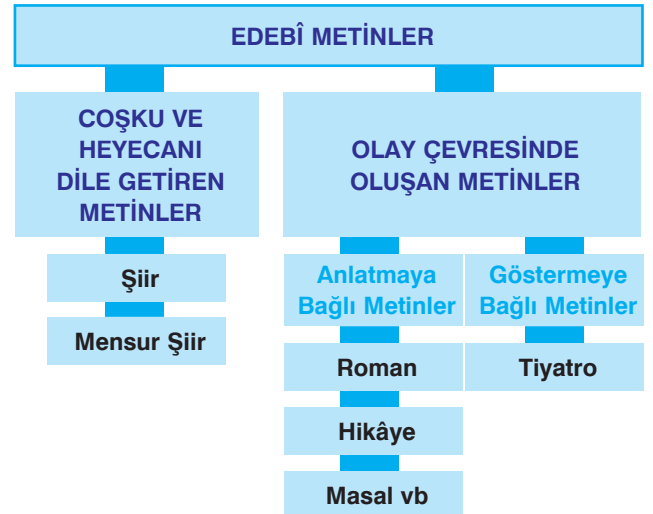 EDEBÎ METİNLER
COŞKU VE
HEYECANI
DİLE GETİREN
METİNLER
Şiir
Mensur Şiir
OLAY ÇEVRESİNDE
OLUŞAN METİNLER
Anlatmaya
Bağlı Metinler
Roman
Hikâye
Masal vb
Göstermeye
Bağlı Metinler
Tiyatro